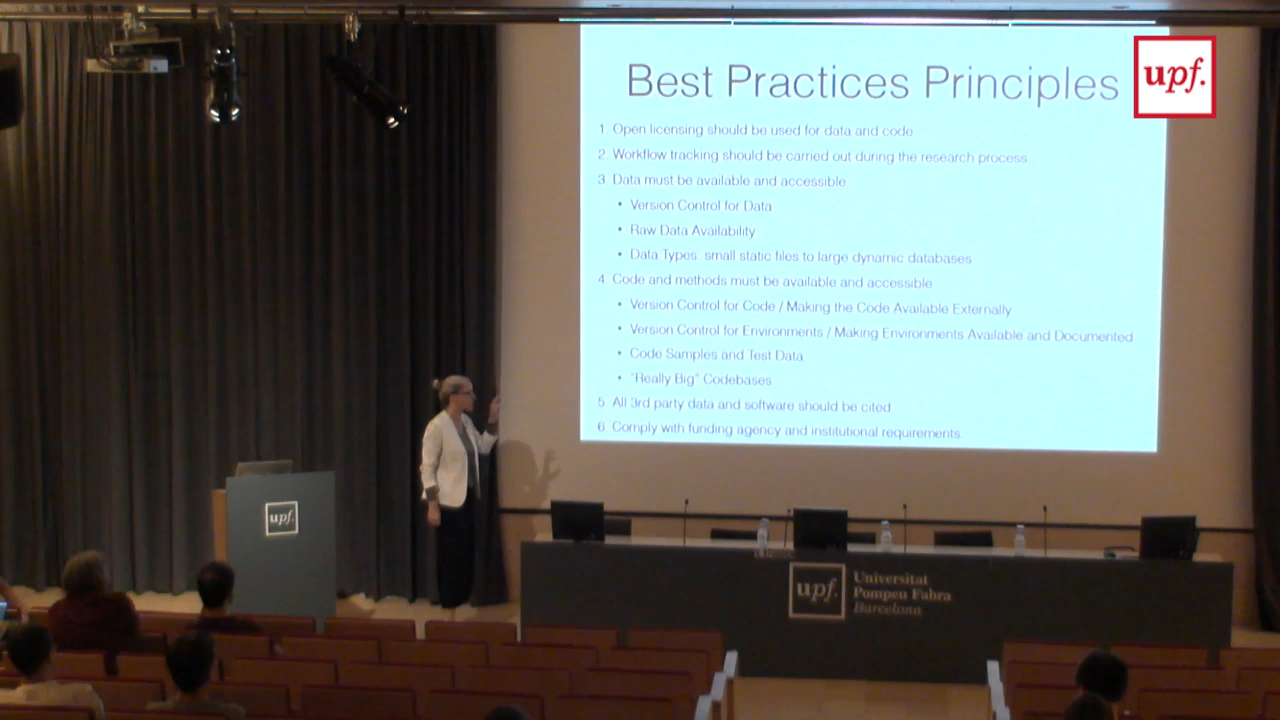 Best Practices Principles
upf.
1. Open licensing should be used for data and code
2. Workflow tracking should be carried out during the research process
3. Data must be available and accessible
• Version Control for Data
• Raw Data Availability
• Data Types: small static files to large dynamic databases
4. Code and methods must be available and accessible
• Version Control for Code / Making the Code Available Externally
• Version Control for Environments / Making Environments Available and Documented
• Code Samples and Test Data
• "Really Big" Codebases
5. All 3rd party data and software should be cited
6. Comply with funding agency and institutional requirements.
upf.
upf.
Universitat
Pompeu Fabra
Barcelona